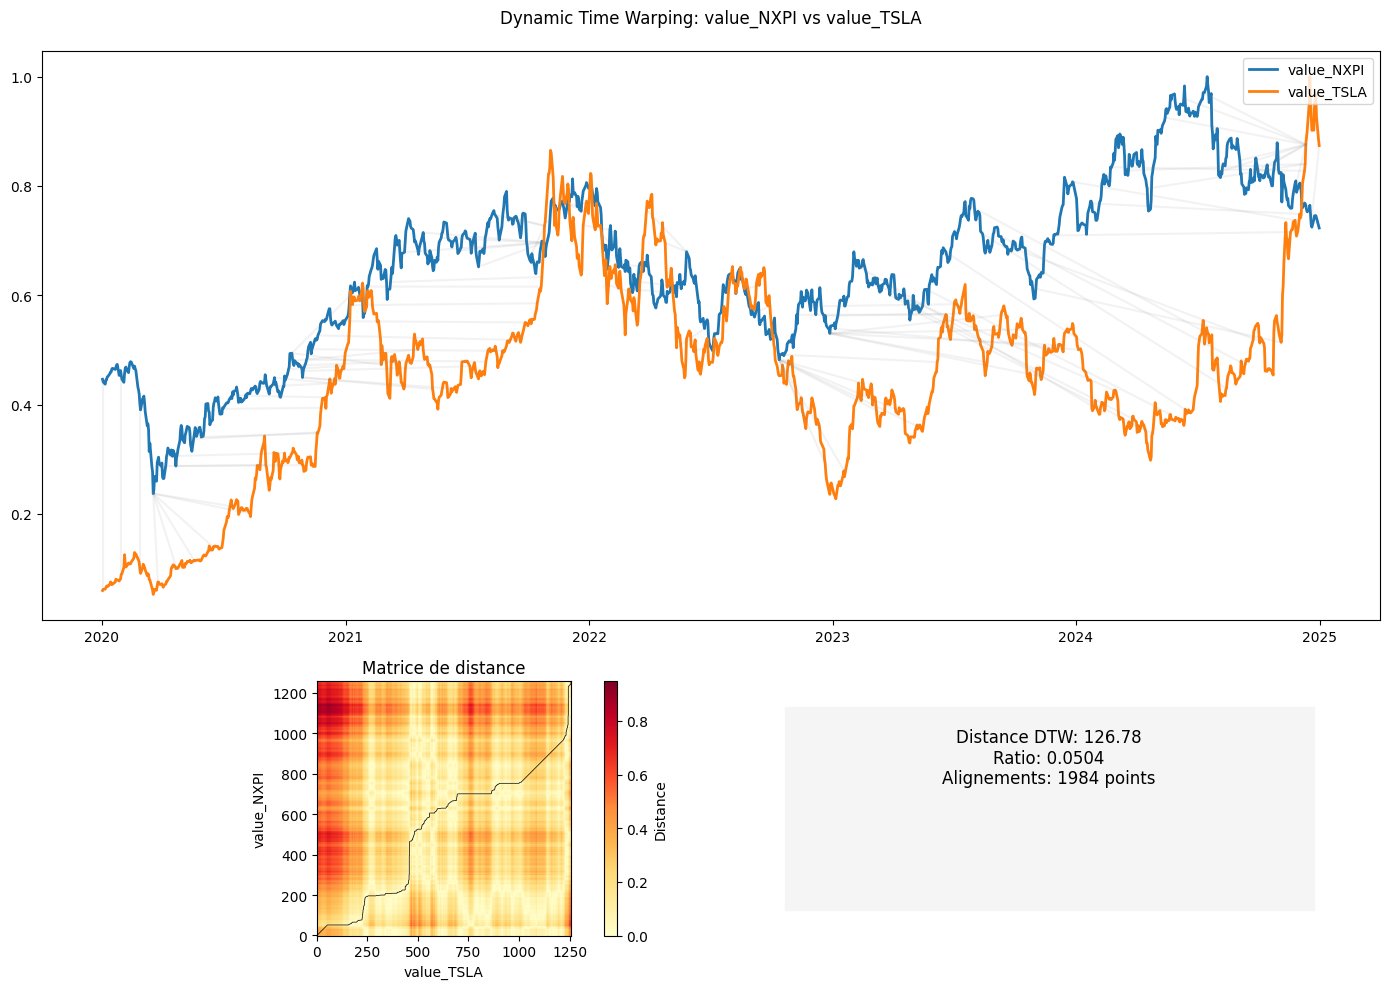 Dynamic Time Warping: value_NXPI vs value_TSLA
value_NXPI
value_TSLA
1.0
0.8
0.6
0.4
0.2
2020 2021 2022 2023 2024 2025
Matrice de distance
1200
1000
800
600
400
200
0
value_NXPI
0 250 500 750 1000 1250
value_TSLA
0.8
0.6
0.4
0.2
0.0
Distance
Distance DTW: 126.78
Ratio: 0.0504
Alignements: 1984 points